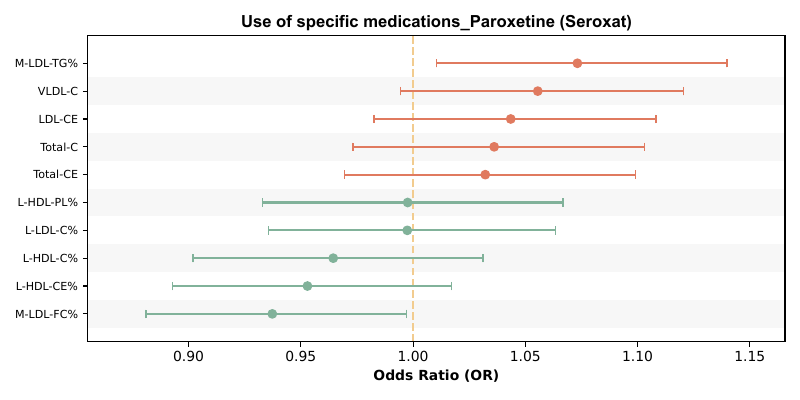 Use of specific medications_Paroxetine (Seroxat)
M-LDL-TG%
VLDL-C
LDL-CE
Total-C
Total-CE
L-HDL-PL%
L-LDL-C%
L-HDL-C%
L-HDL-CE%
M-LDL-FC%
0.90 0.95 1.00 1.05 1.10 1.15
Odds Ratio (OR)